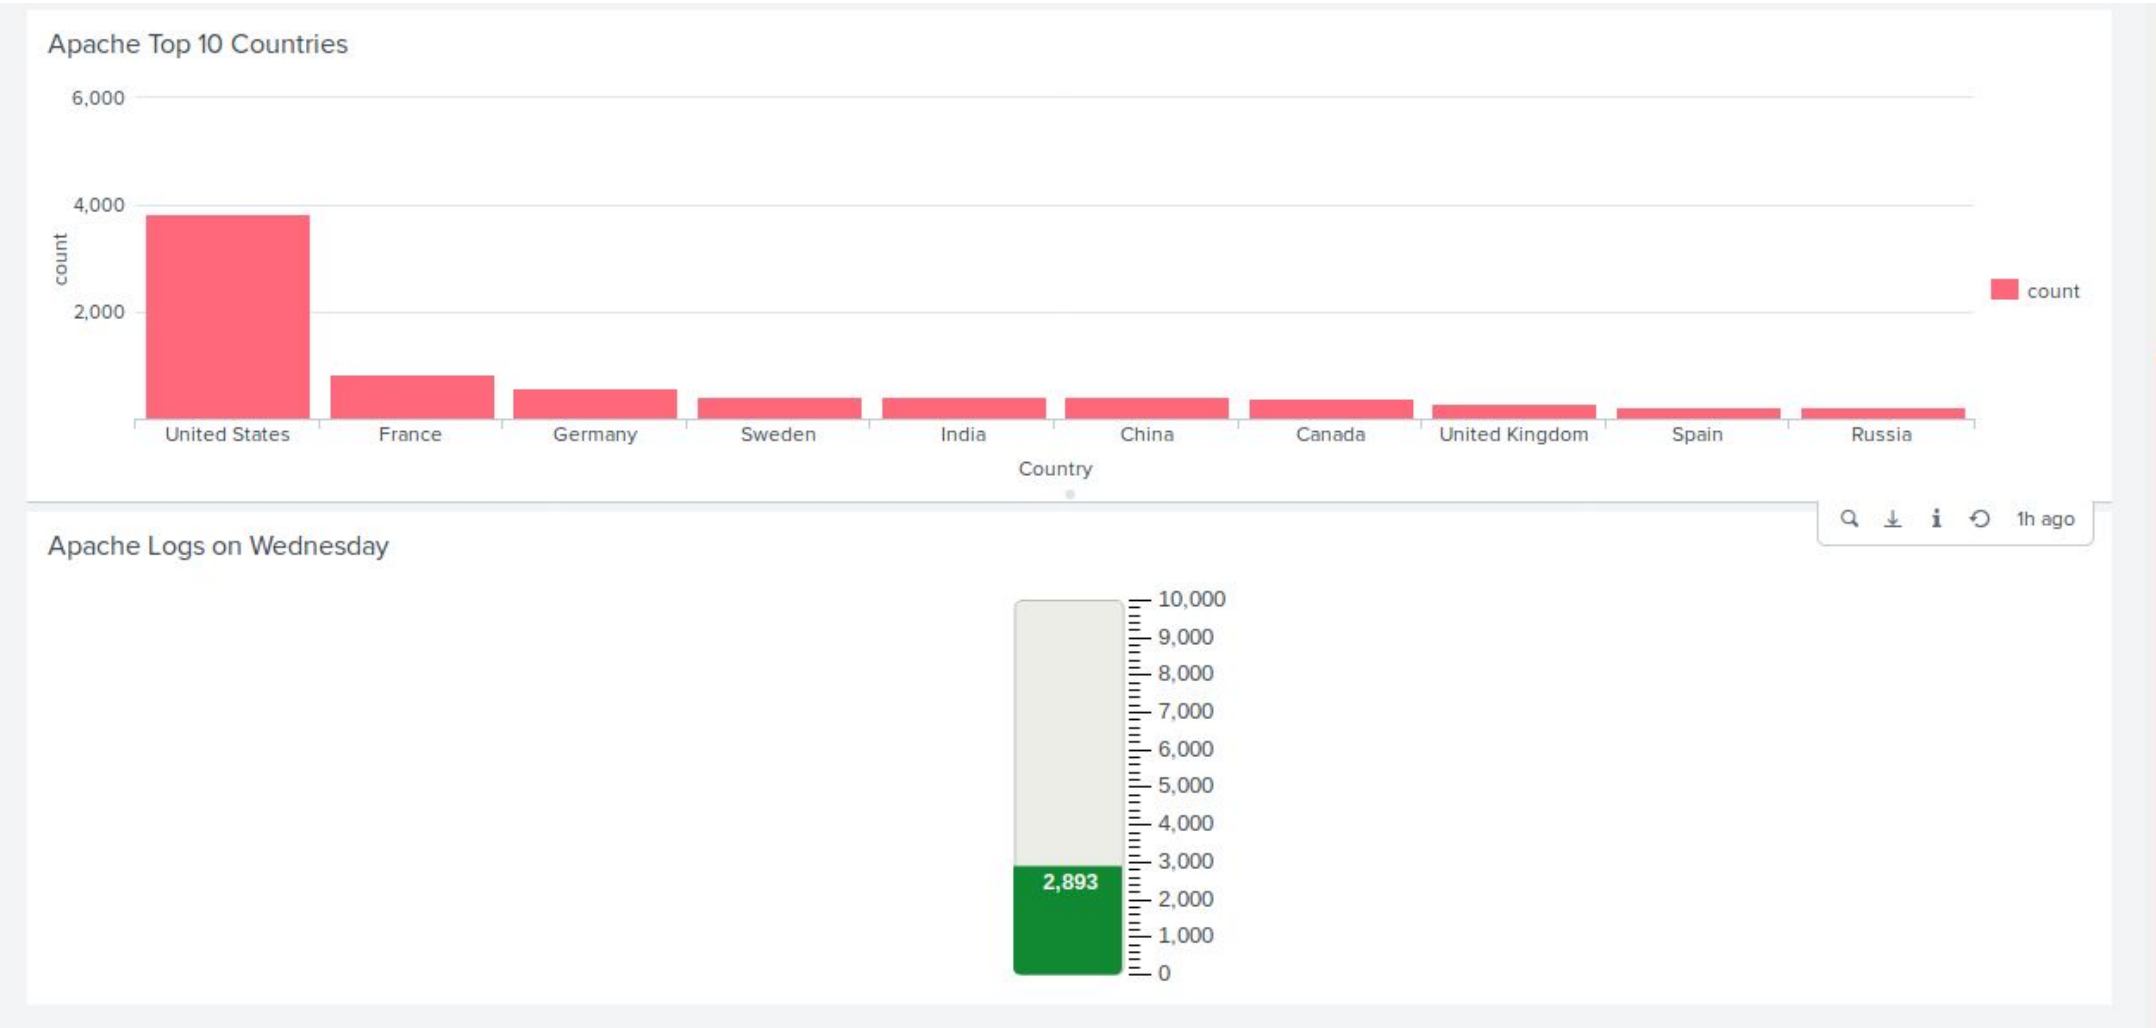 Apache Top 10 Countries
6,000
4,000
2,000
count
count
United States France Germany Sweden India China Canada United Kingdom Spain Russia
Country
1h ago
Apache Logs on Wednesday
10,000
9,000
8,000
7,000
6,000
5,000
4,000
3,000
2,893
2,000
1,000
0